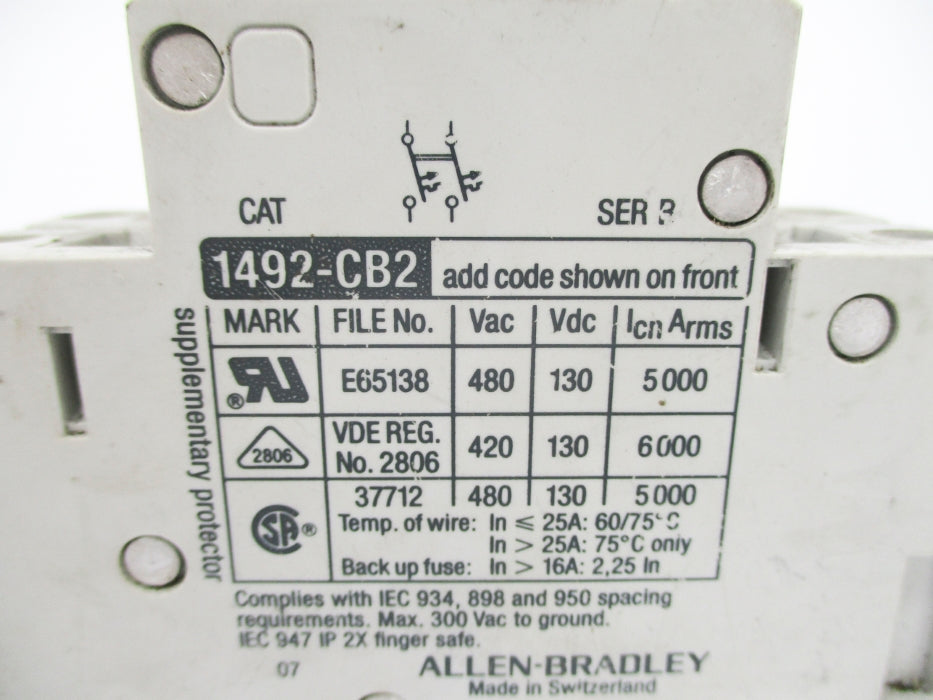 CAT SER B
1492-CB2 add code shown on front
MARK FILE No. Vac Vdc Icn Arms
supplementary protector
RU ® E65138 480 130 5000
2806 VDE REG. No. 2806 420 130 6000
SA ® 37712 480 130 5000
Temp. of wire: In ≤ 25A: 60/75°C
In > 25A: 75°C only
Back up fuse: In > 16A: 2,25 In
Complies with IEC 934, 898 and 950 spacing
requirements. Max. 300 Vac to ground.
IEC 947 IP 2X finger safe.
07 ALLEN-BRADLEY
Made in Switzerland